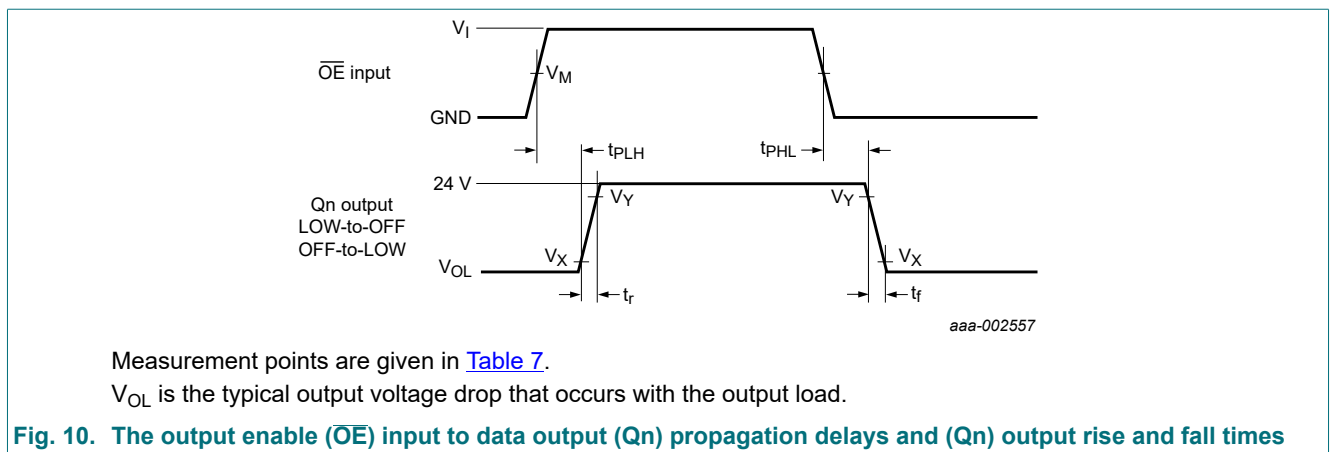 V_I
OE input
V_M
GND
t_PLH
t_PHL
24 V
V_Y
V_Y
Qn output
LOW-to-OFF
OFF-to-LOW
V_X
V_X
V_OL
t_r
t_f
aaa-002557
Measurement points are given in Table 7.
V_OL is the typical output voltage drop that occurs with the output load.
Fig. 10. The output enable (O̅E̅) input to data output (Qn) propagation delays and (Qn) output rise and fall times